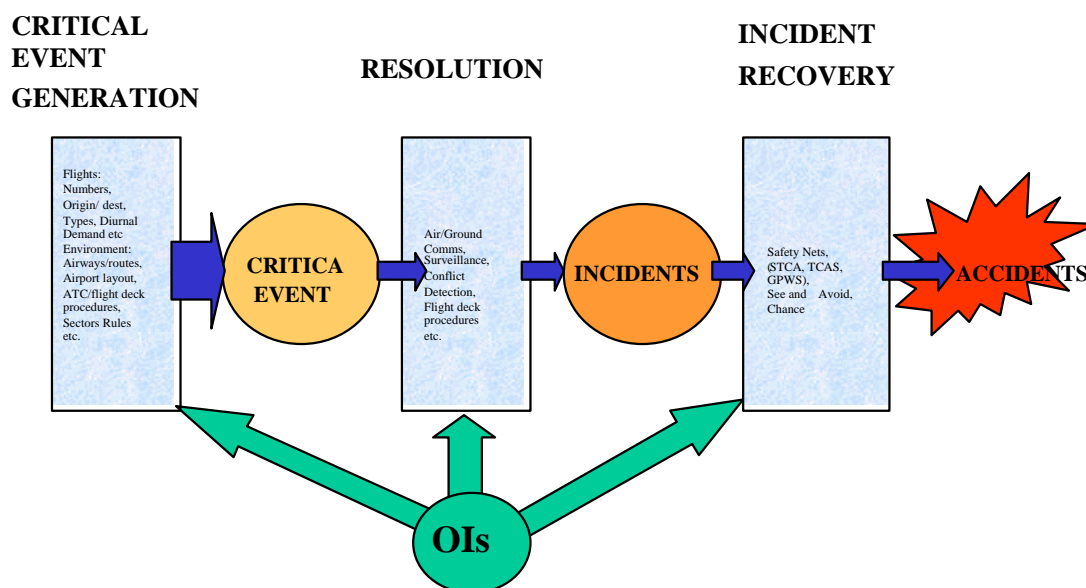 CRITICAL
EVENT
GENERATION
RESOLUTION
INCIDENT
RECOVERY
Flights:
Numbers,
Origin/ dest,
Types, Diurnal
Demand etc
Environment:
Airways/routes,
Airport layout,
ATC/flight deck
procedures,
Sectors Rules
etc.
CRITICA
EVENT
Air/Ground
Comms,
Surveillance,
Conflict
Detection,
Flight deck
procedures
etc.
INCIDENTS
Safety Nets,
(STCA, TCAS,
GPWS),
See and Avoid,
Chance
ACCIDENTS
OIs